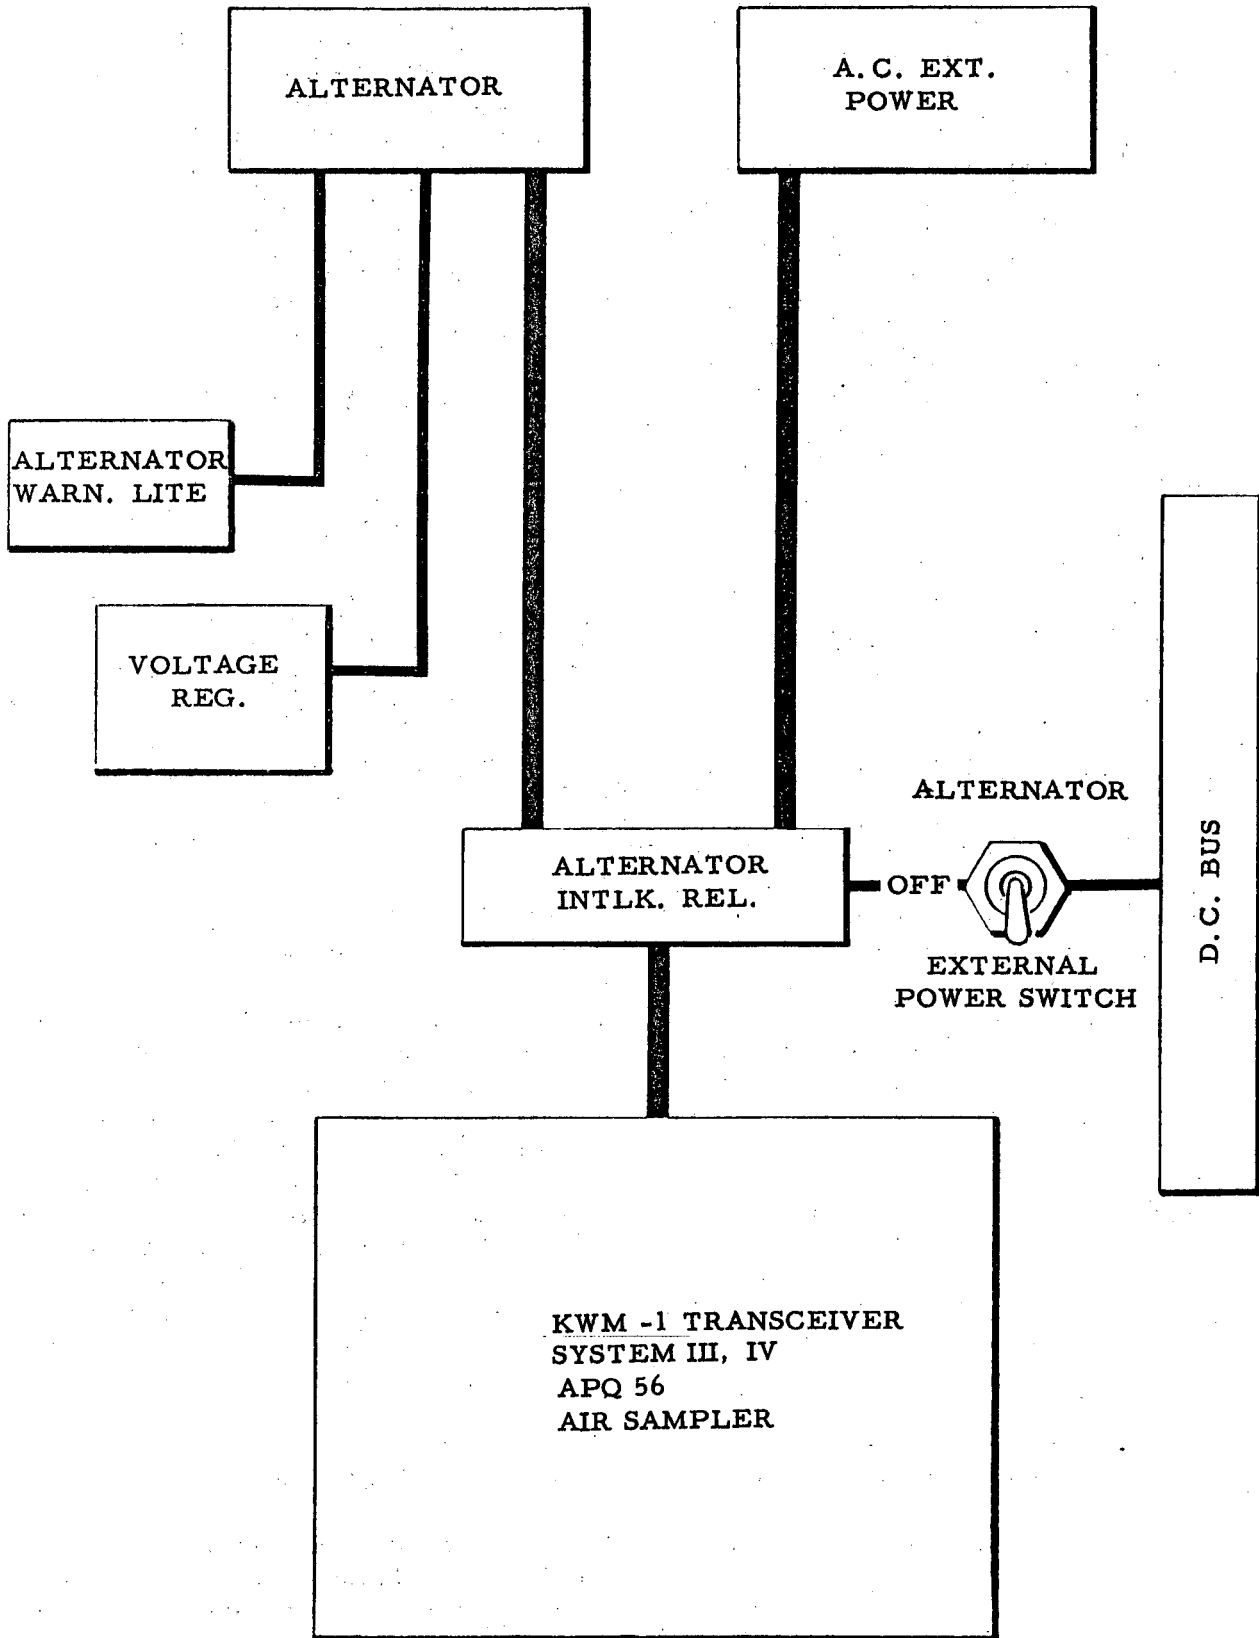 ALTERNATOR
A.C. EXT.
POWER
ALTERNATOR
WARN. LITE
VOLTAGE
REG.
ALTERNATOR
ALTERNATOR
INTLK. REL.
OFF
EXTERNAL
POWER SWITCH
D.C. BUS
KWM -1 TRANSCEIVER
SYSTEM III, IV
APQ 56
AIR SAMPLER